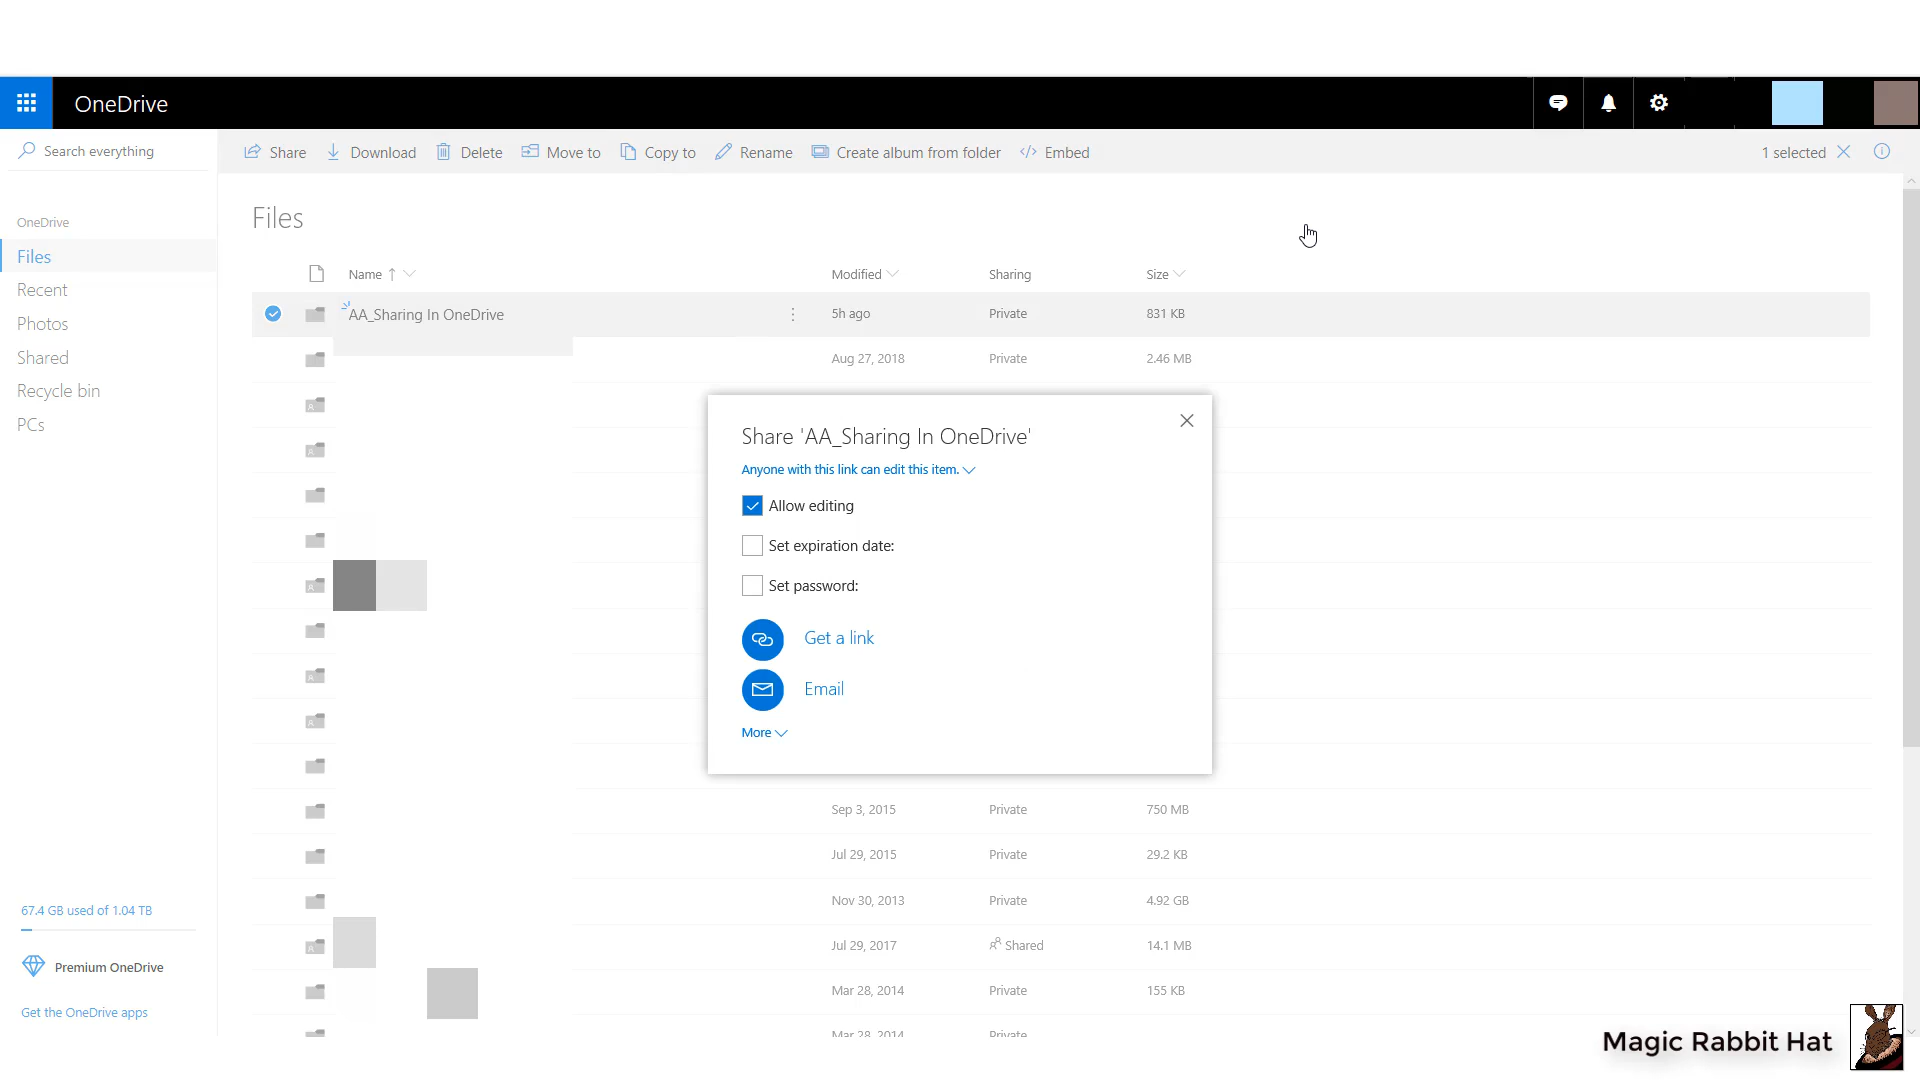 OneDrive
Search everything
Share Download Delete Move to Copy to Rename Create album from folder Embed 1 selected
OneDrive
Files
Recent
Photos
Shared
Recycle bin
PCs
67.4 GB used of 1.04 TB
Premium OneDrive
Get the OneDrive apps
Files
Name Modified Sharing Size
AA_Sharing In OneDrive 5h ago Private 831 KB
Aug 27, 2018 Private 2.46 MB
Share 'AA_Sharing In OneDrive'
Anyone with this link can edit this item.
Allow editing
Set expiration date:
Set password:
Get a link
Email
More
Sep 3, 2015 Private 750 MB
Jul 29, 2015 Private 29.2 KB
Nov 30, 2013 Private 4.92 GB
Jul 29, 2017 Shared 14.1 MB
Mar 28, 2014 Private 155 KB
Mar 28, 2014 Private
Magic Rabbit Hat